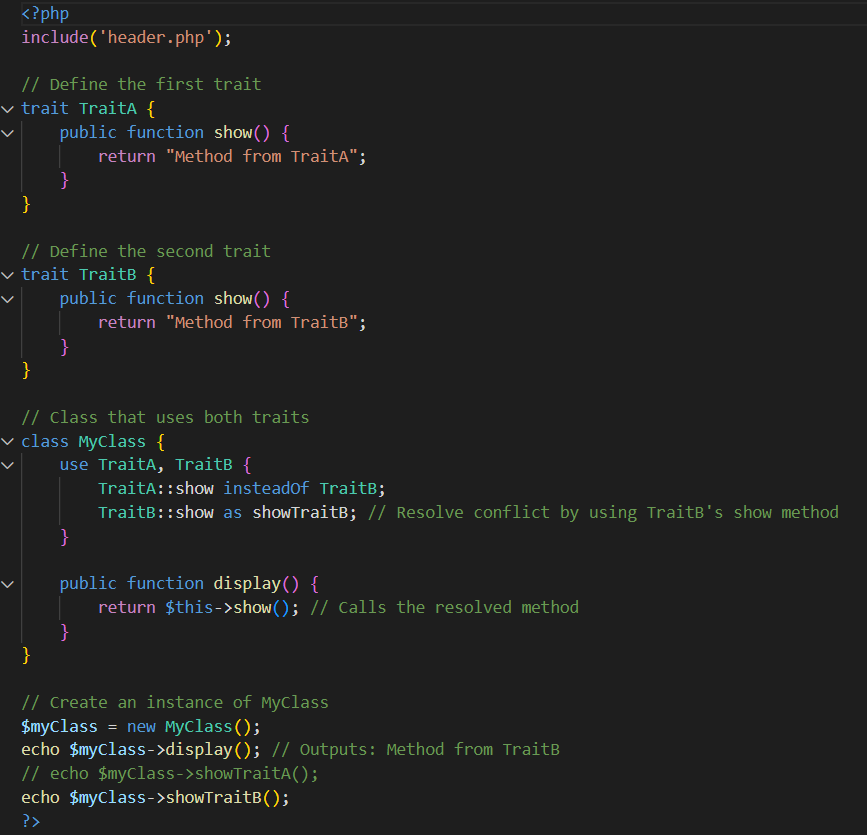 <?php
include('header.php');
// Define the first trait
trait TraitA {
public function show() {
return "Method from TraitA";
}
}
// Define the second trait
trait TraitB {
public function show() {
return "Method from TraitB";
}
}
// Class that uses both traits
class MyClass {
use TraitA, TraitB {
TraitA::show insteadOf TraitB;
TraitB::show as showTraitB; // Resolve conflict by using TraitB's show method
}
public function display() {
return $this->show(); // Calls the resolved method
}
}
// Create an instance of MyClass
$myClass = new MyClass();
echo $myClass->display(); // Outputs: Method from TraitB
// echo $myClass->showTraitA();
echo $myClass->showTraitB();
?>